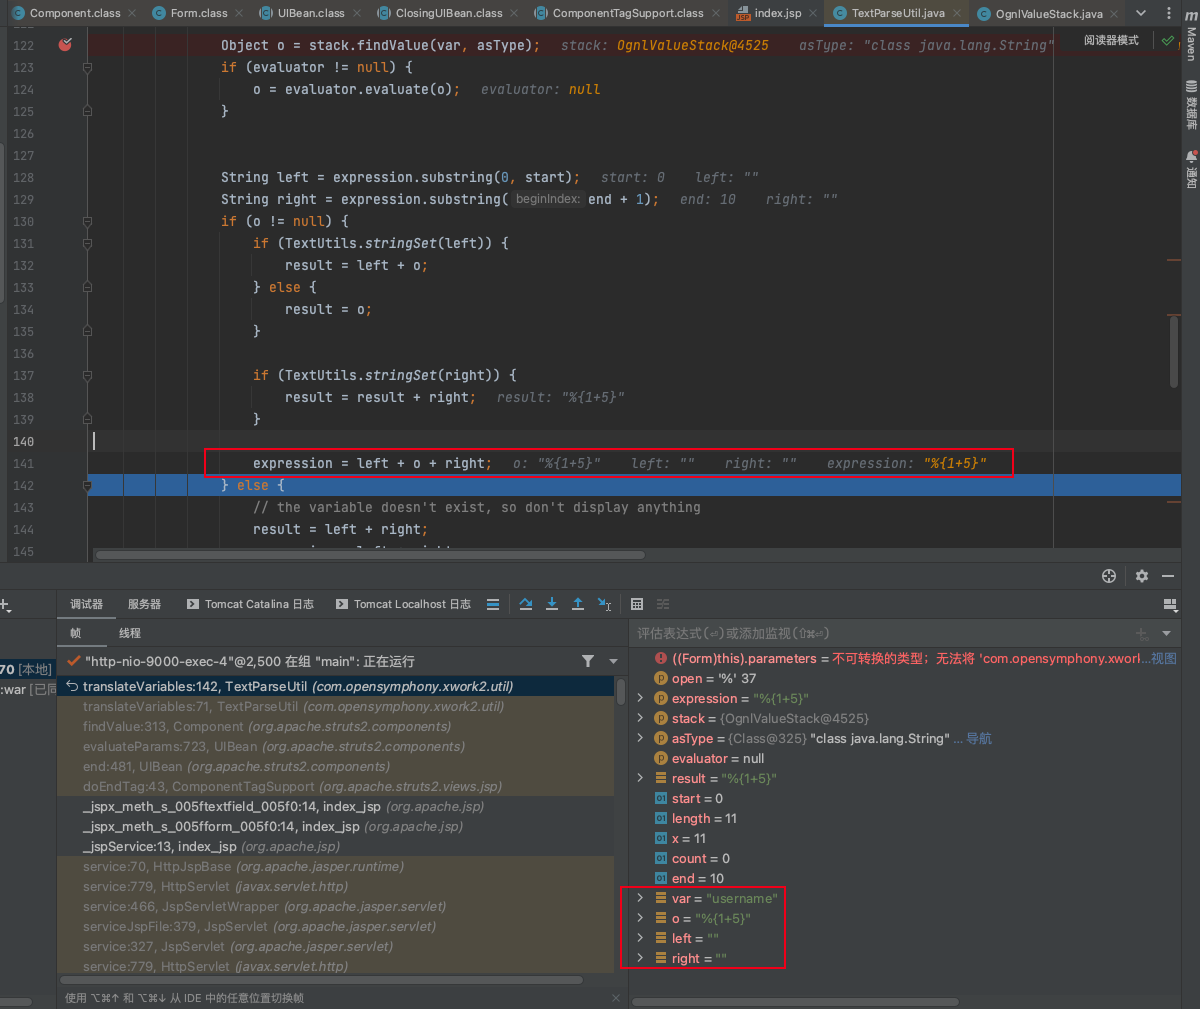 Component.class
Form.class
UIBean.class
ClosingUIBean.class
ComponentTagSupport.class
index.jsp
TextParseUtil.java
OgnlValueStack.java
122 Object o = stack.findValue(var, asType); stack: OgnlValueStack@4525 asType: "class java.lang.String"
阅读器模式
123 if (evaluator != null) {
124 o = evaluator.evaluate(o); evaluator: null
125 }
126
127
128 String left = expression.substring(0, start); start: 0 left: ""
129 String right = expression.substring( beginIndex: end + 1); end: 10 right: ""
130 if (o != null) {
131 if (TextUtils.stringSet(left)) {
132 result = left + o;
133 } else {
134 result = o;
135 }
136
137 if (TextUtils.stringSet(right)) {
138 result = result + right; result: "%{1+5}"
139 }
140
141 expression = left + o + right; o: "%{1+5}" left: "" right: "" expression: "%{1+5}"
142 } else {
143 // the variable doesn't exist, so don't display anything
144 result = left + right;
145
Maven
数据库
通知
调试器
服务器
Tomcat Catalina 日志
Tomcat Localhost 日志
帧
线程
70 [本地]
:war [已同
"http-nio-9000-exec-4"@2,500 在组 "main": 正在运行
translateVariables:142, TextParseUtil (com.opensymphony.xwork2.util)
translateVariables:71, TextParseUtil (com.opensymphony.xwork2.util)
findValue:313, Component (org.apache.struts2.components)
evaluateParams:723, UIBean (org.apache.struts2.components)
end:481, UIBean (org.apache.struts2.components)
doEndTag:43, ComponentTagSupport (org.apache.struts2.views.jsp)
_jspx_meth_s_005ftextfield_005f0:14, index_jsp (org.apache.jsp)
_jspx_meth_s_005fform_005f0:14, index_jsp (org.apache.jsp)
_jspService:13, index_jsp (org.apache.jsp)
service:70, HttpJspBase (org.apache.jasper.runtime)
service:779, HttpServlet (javax.servlet.http)
service:466, JspServletWrapper (org.apache.jasper.servlet)
serviceJspFile:379, JspServlet (org.apache.jasper.servlet)
service:327, JspServlet (org.apache.jasper.servlet)
service:779, HttpServlet (javax.servlet.http)
使用 ⌥⌘↑ 和 ⌥⌘↓ 从 IDE 中的任意位置切换帧
评估表达式(⏎)或添加监视(⇧⌘⏎)
((Form)this).parameters = 不可转换的类型；无法将 'com.opensymphony.xworl...视图
open = '%' 37
expression = "%{1+5}"
stack = {OgnlValueStack@4525}
asType = {Class@325} "class java.lang.String" ... 导航
evaluator = null
result = "%{1+5}"
start = 0
length = 11
x = 11
count = 0
end = 10
var = "username"
o = "%{1+5}"
left = ""
right = ""